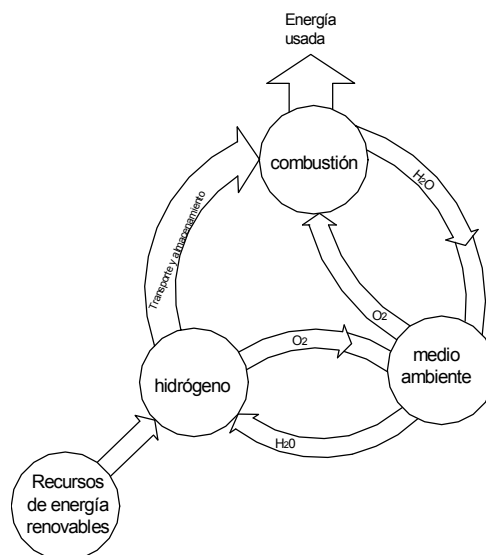 Energía
usada
combustión
H2O
Transporte y almacenamiento
O2
O2
medio
ambiente
hidrógeno
H20
Recursos
de energía
renovables